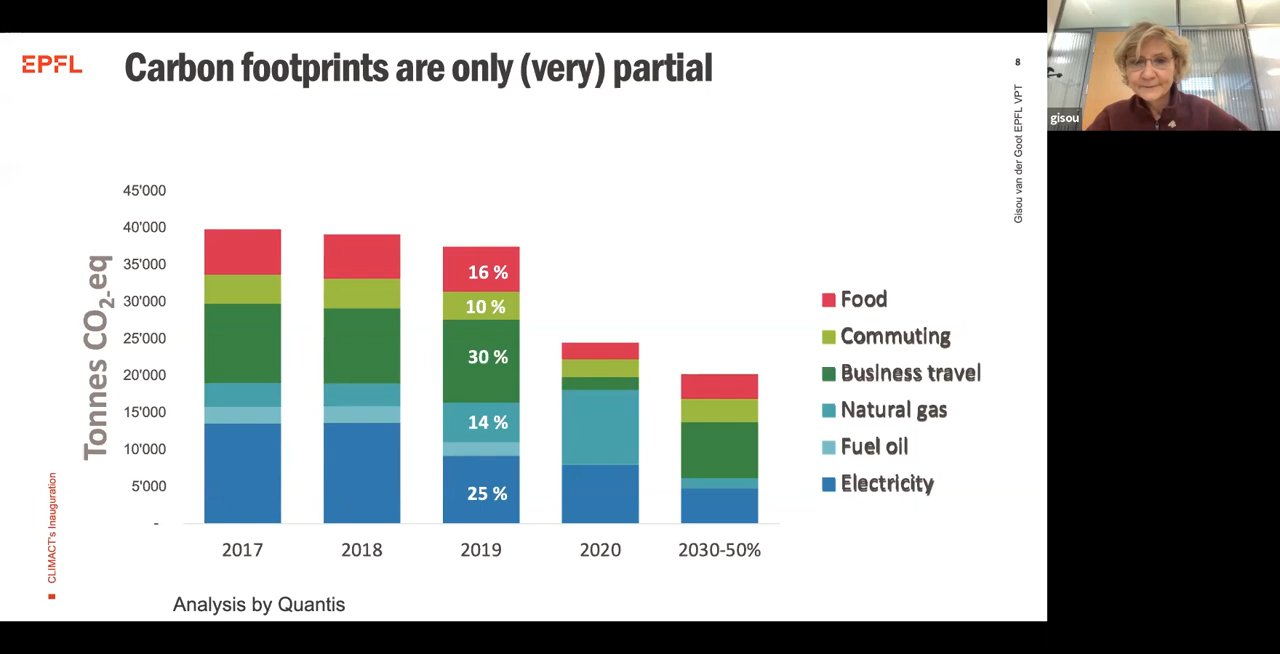 EPFL
Carbon footprints are only (very) partial
8
Gisou van der Goot EPFL VPT
gisou
Tonnes CO2-eq
45'000
40'000
35'000
30'000
25'000
20'000
15'000
10'000
5'000
-
16 %
10 %
30 %
14 %
25 %
Food
Commuting
Business travel
Natural gas
Fuel oil
Electricity
2017
2018
2019
2020
2030-50%
CLIMACT's Inauguration
Analysis by Quantis